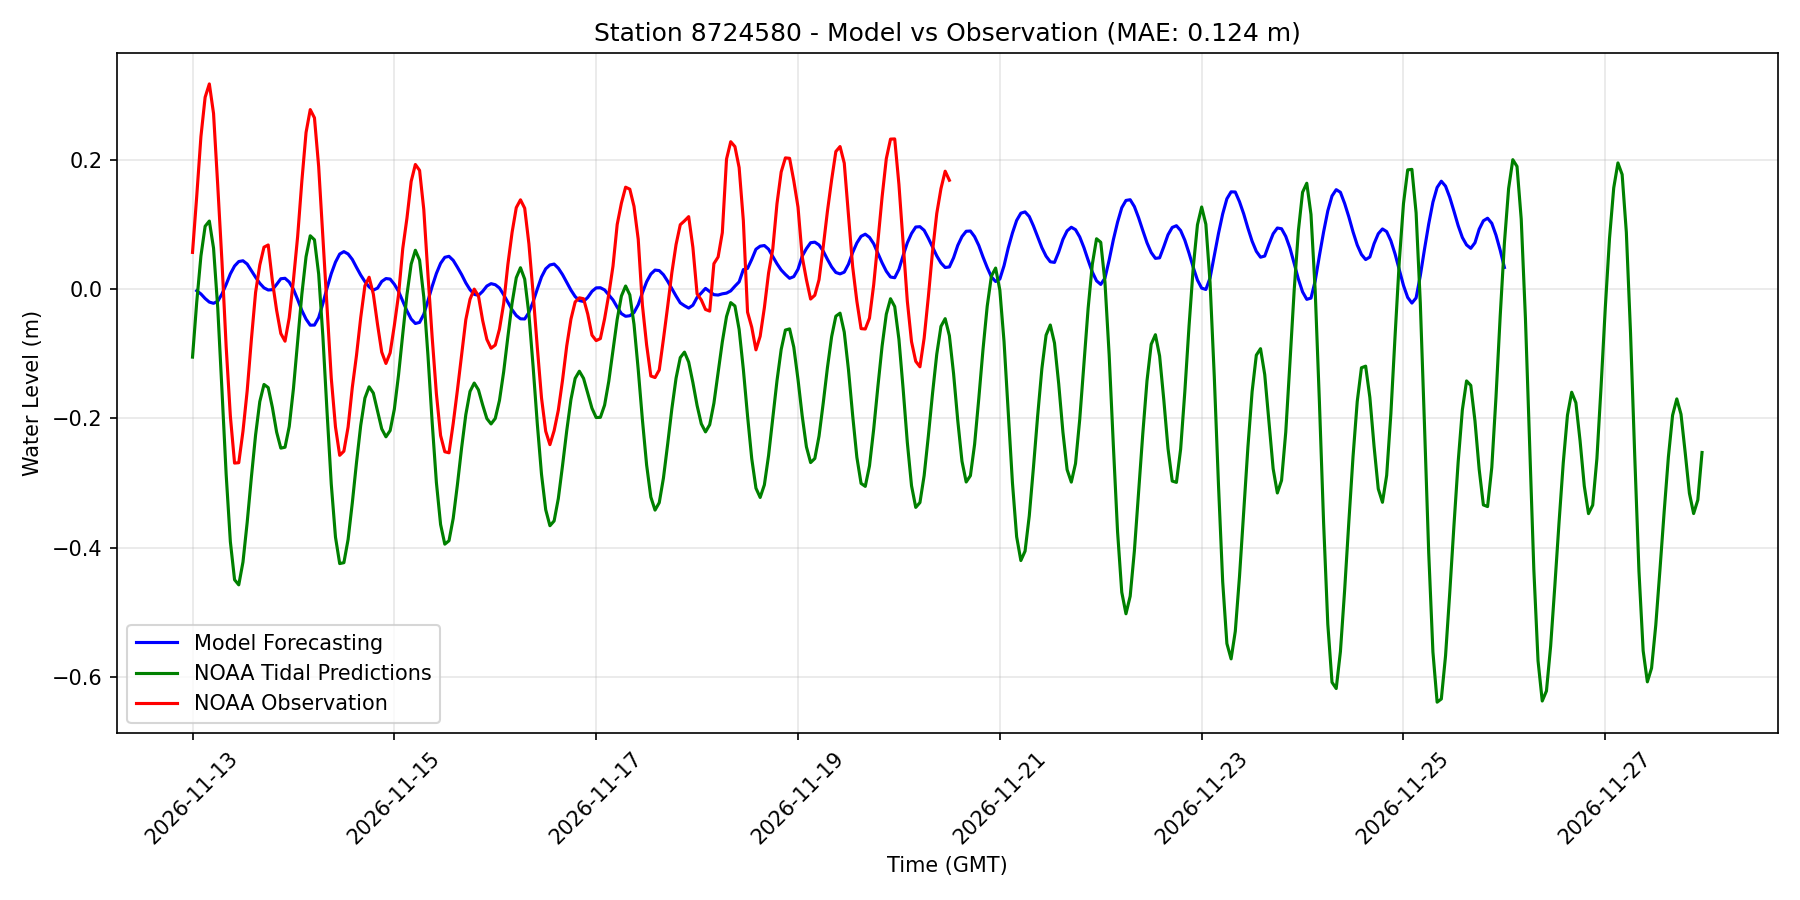 Station 8724580 - Model vs Observation (MAE: 0.124 m)
Water Level (m)
0.2
0.0
−0.2
−0.4
−0.6
Model Forecasting
NOAA Tidal Predictions
NOAA Observation
2026-11-13
2026-11-15
2026-11-17
2026-11-19
2026-11-21
2026-11-23
2026-11-25
2026-11-27
Time (GMT)